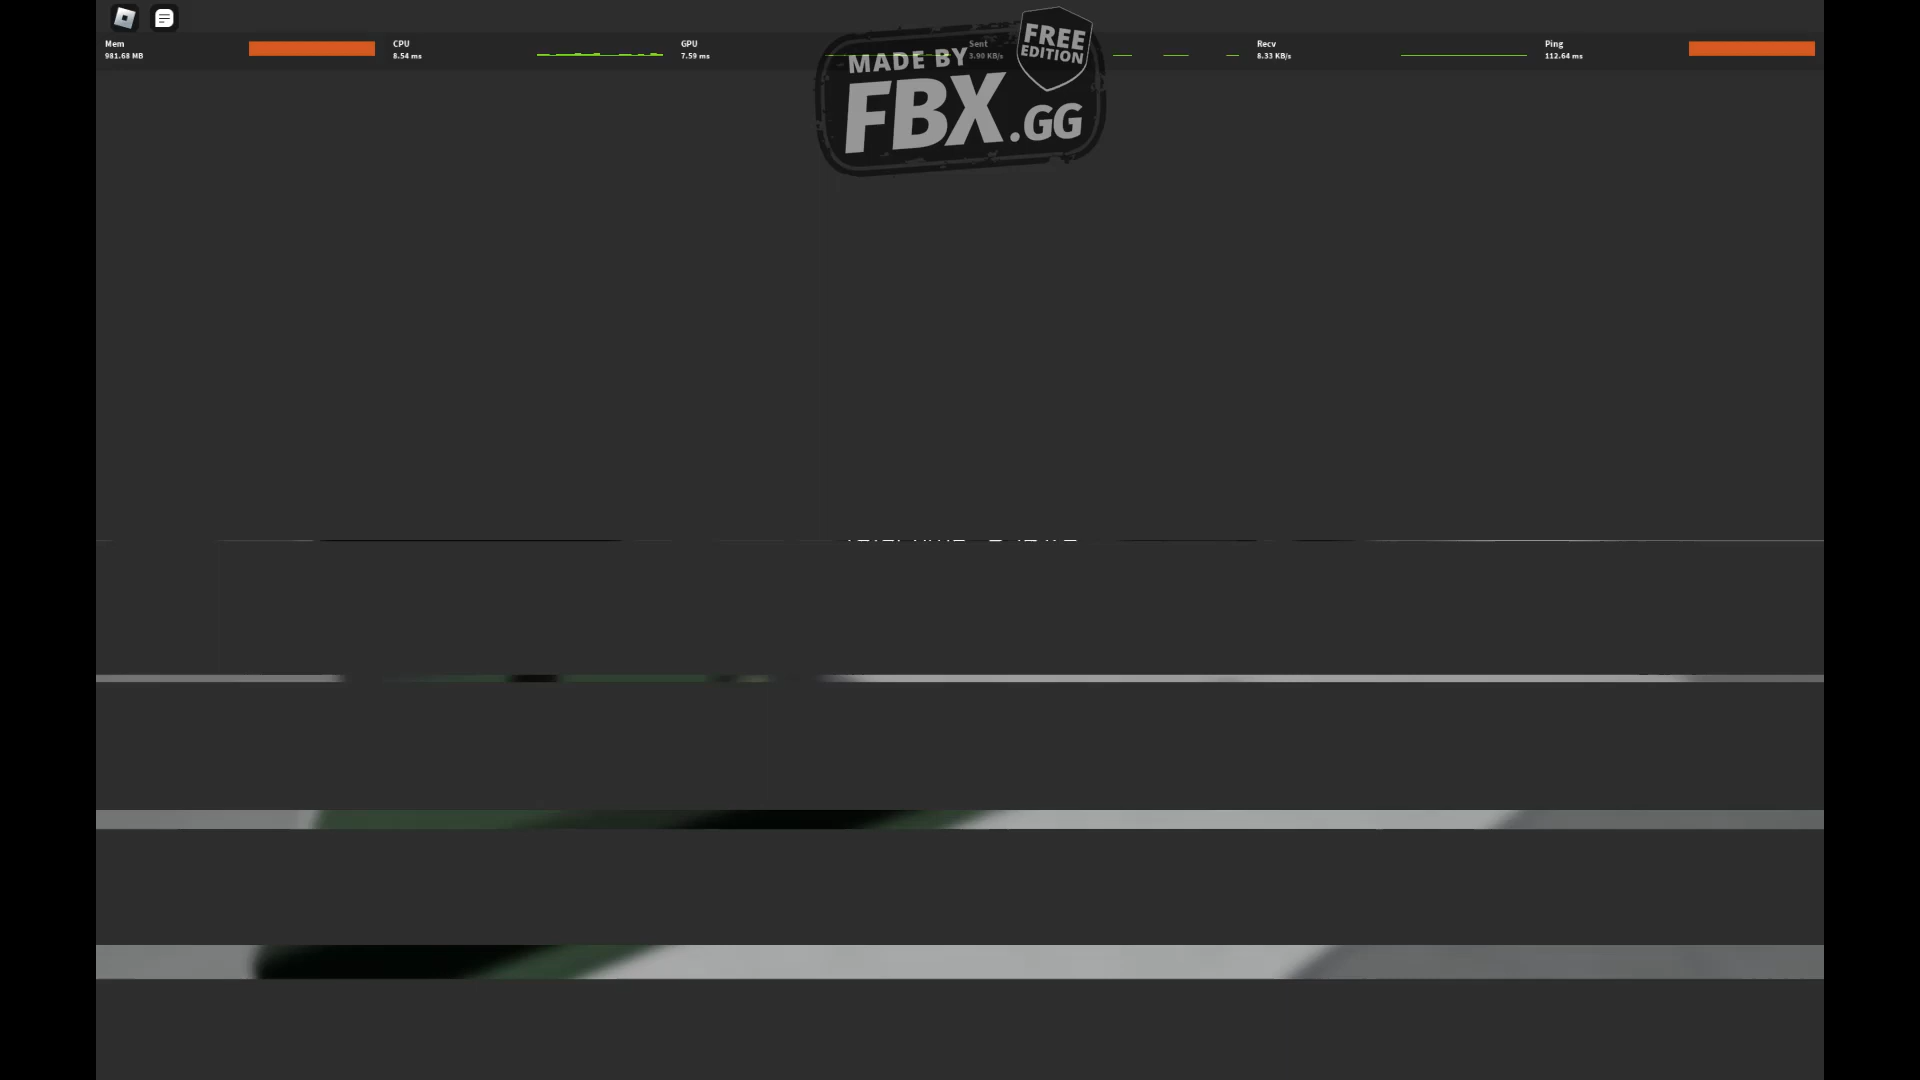 Mem
981.68 MB
CPU
8.54 ms
GPU
7.59 ms
Sent
3.90 KB/s
Recv
8.33 KB/s
Ping
112.64 ms
MADE BY
FBX.GG
FREE
EDITION